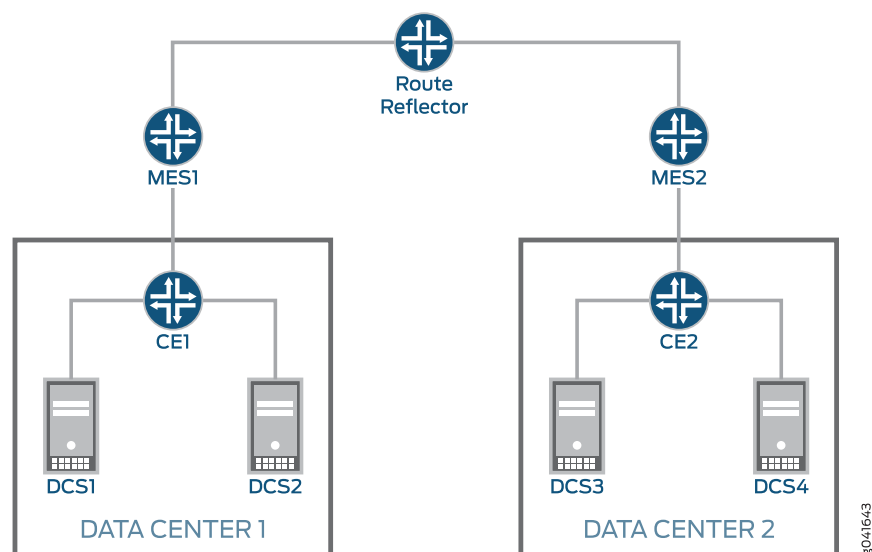 Route
Reflector
MES1
MES2
CE1
CE2
DCS1
DCS2
DCS3
DCS4
DATA CENTER 1
DATA CENTER 2
g041643